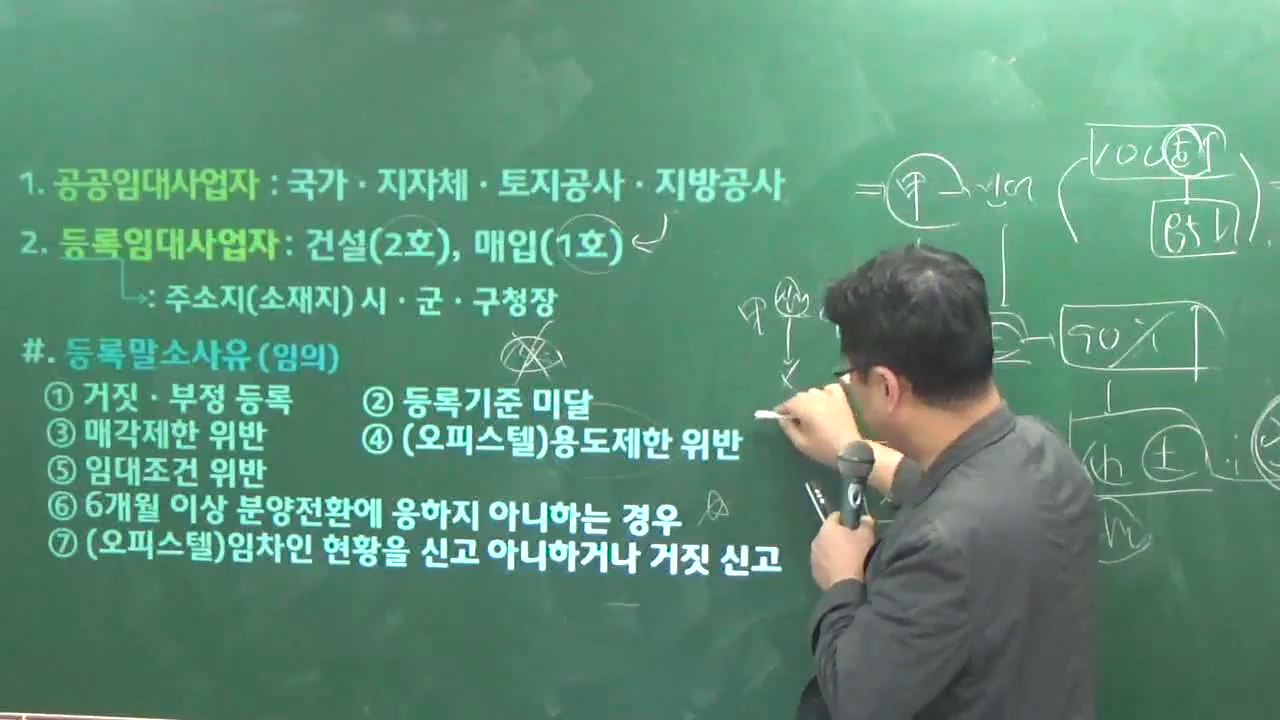 1. 공공임대사업자 : 국가 · 지자체 · 토지공사 · 지방공사
2. 등록임대사업자 : 건설(2호), 매입(1호)
: 주소지(소재지) 시 · 군 · 구청장
#. 등록말소사유 (임의)
① 거짓 · 부정 등록
② 등록기준 미달
③ 매각제한 위반
④ (오피스텔)용도제한 위반
⑤ 임대조건 위반
⑥ 6개월 이상 분양전환에 응하지 아니하는 경우
⑦ (오피스텔)임차인 현황을 신고 아니하거나 거짓 신고
90%